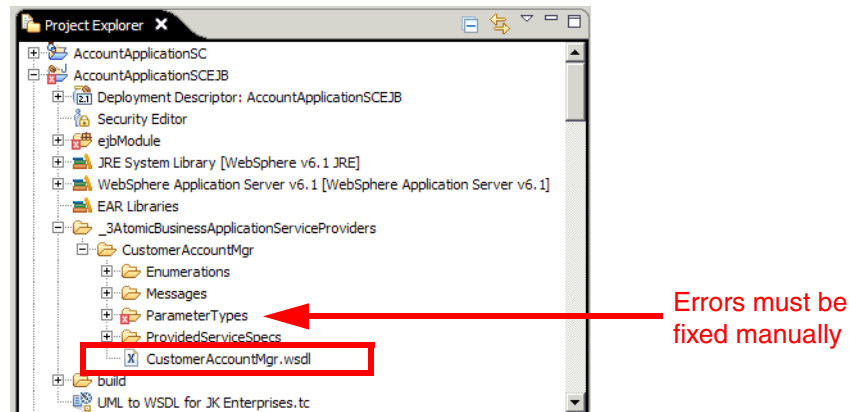 Project Explorer
AccountApplicationSC
AccountApplicationSCEJB
2.1 Deployment Descriptor: AccountApplicationSCEJB
Security Editor
ejbModule
JRE System Library [WebSphere v6.1 JRE]
WebSphere Application Server v6.1 [WebSphere Application Server v6.1]
EAR Libraries
_3AtomicBusinessApplicationServiceProviders
CustomerAccountMgr
Enumerations
Messages
ParameterTypes
Errors must be
fixed manually
ProvidedServiceSpecs
X CustomerAccountMgr.wsdl
build
UML to WSDL for JK Enterprises.tc